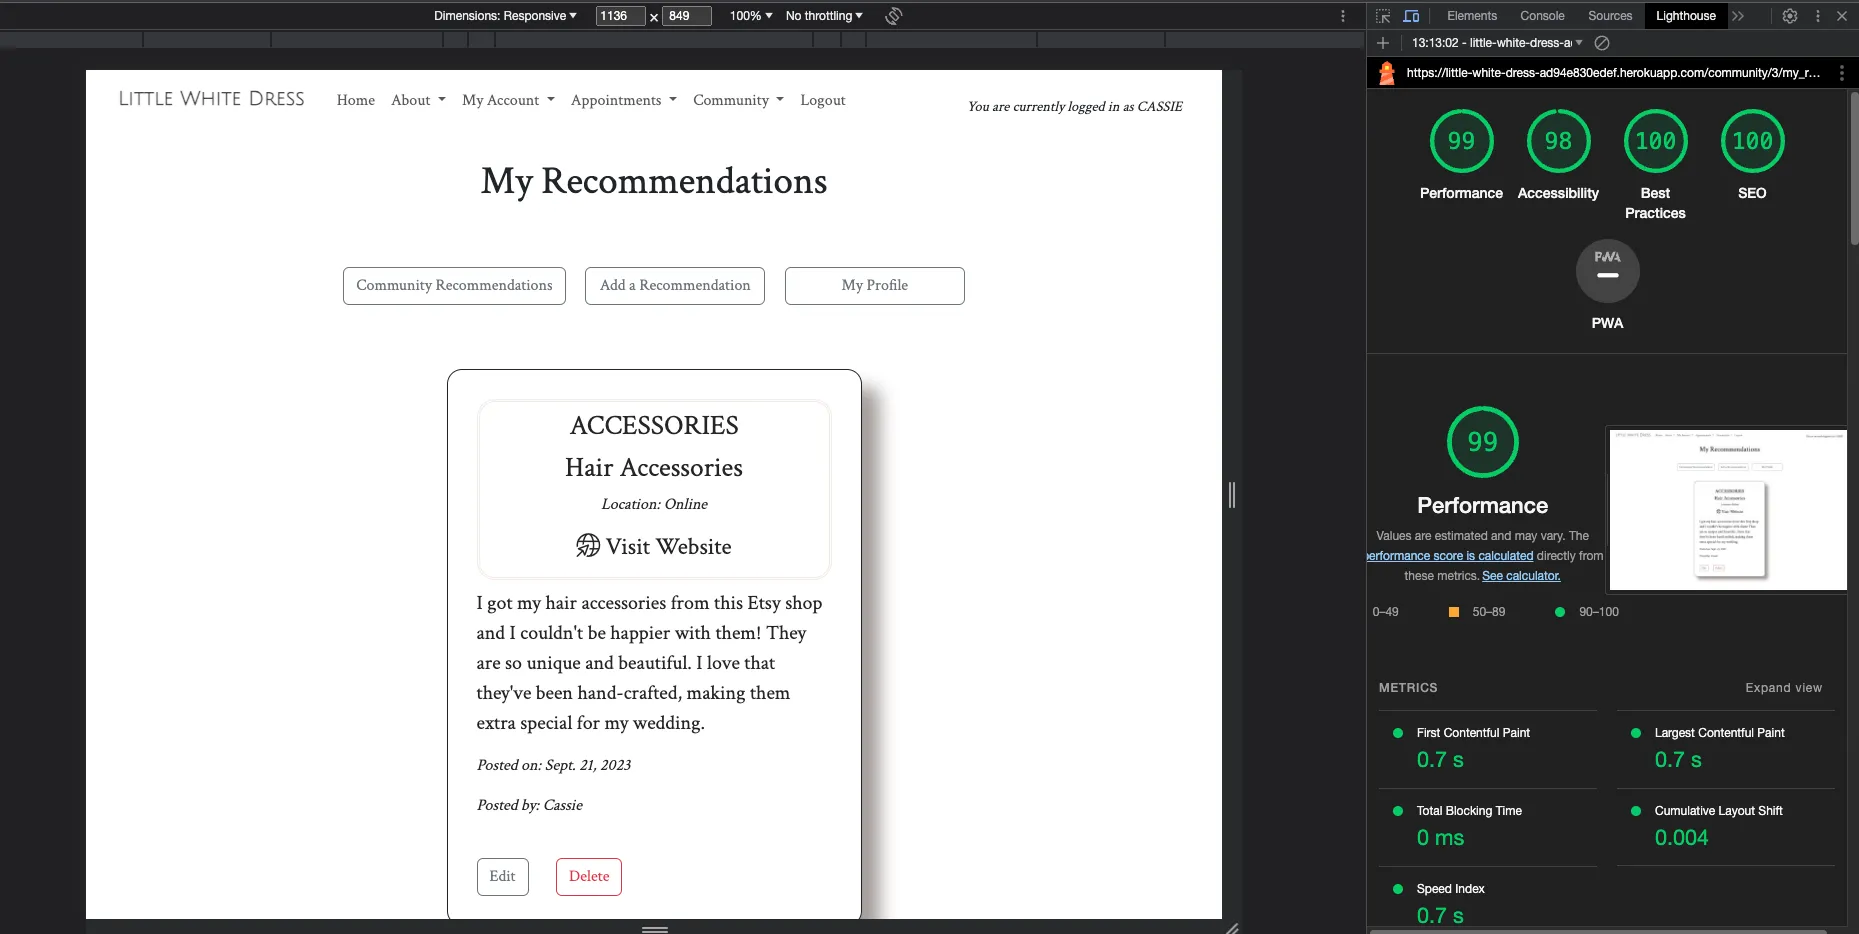 Dimensions: Responsive ▾ 1136 × 849 100% ▾ No throttling ▾
LITTLE WHITE DRESS Home About My Account Appointments Community Logout You are currently logged in as CASSIE
My Recommendations
Community Recommendations Add a Recommendation My Profile
ACCESSORIES
Hair Accessories
Location: Online
Visit Website
I got my hair accessories from this Etsy shop
and I couldn't be happier with them! They
are so unique and beautiful. I love that
they've been hand-crafted, making them
extra special for my wedding.
Posted on: Sept. 21, 2023
Posted by: Cassie
Edit Delete
Elements Console Sources Lighthouse
13:13:02 - little-white-dress-a
https://little-white-dress-ad94e830edef.herokuapp.com/community/3/my_r...
99 98 100 100
Performance Accessibility Best Practices SEO
PWA
PWA
99
Performance
Values are estimated and may vary. The
performance score is calculated directly from
these metrics. See calculator.
0–49 50–89 90–100
My Recommendations
METRICS Expand view
First Contentful Paint
0.7 s
Largest Contentful Paint
0.7 s
Total Blocking Time
0 ms
Cumulative Layout Shift
0.004
Speed Index
0.7 s